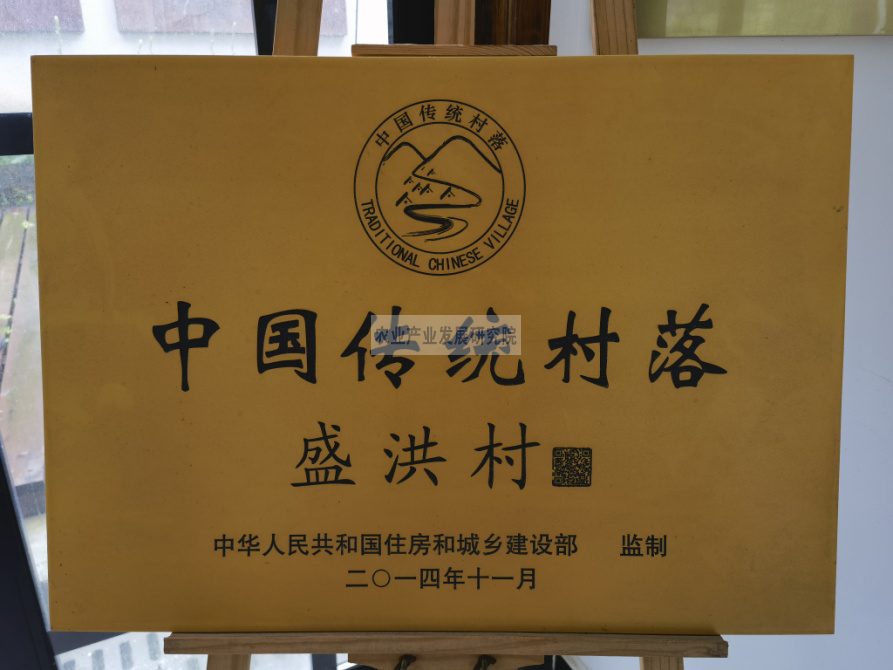 中国传统村落
TRADITIONAL CHINESE VILLAGE
中国传统村落
农业产业发展研究院
盛洪村
中华人民共和国住房和城乡建设部 监制
二〇一四年十一月